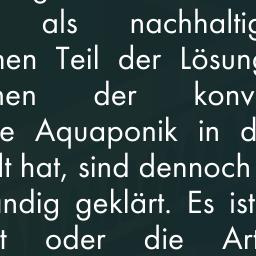 als nachhaltig
nen Teil der Lösung
nen der konv
e Aquaponik in d
lt hat, sind dennoch
ndig geklärt. Es ist
t oder die Art